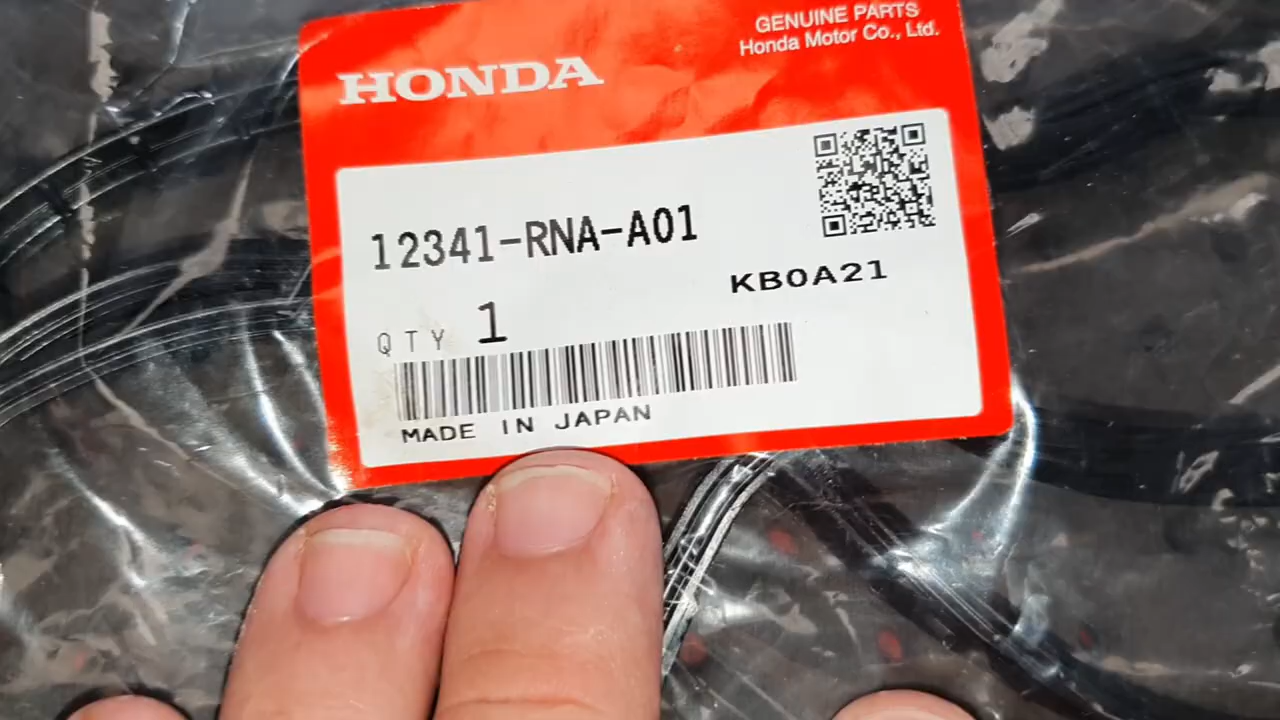 GENUINE PARTS
Honda Motor Co., Ltd.
HONDA
12341-RNA-A01
KB0A21
QTY 1
MADE IN JAPAN